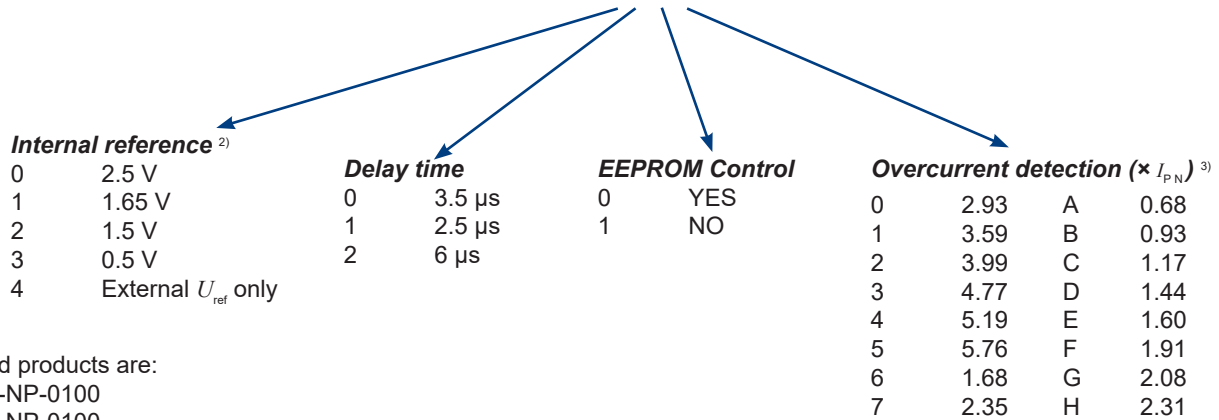 Internal reference 2)
0 2.5 V
1 1.65 V
2 1.5 V
3 0.5 V
4 External U ref only
Delay time
0 3.5 µs
1 2.5 µs
2 6 µs
EEPROM Control
0 YES
1 NO
Overcurrent detection (× I P N) 3)
0 2.93 A 0.68
1 3.59 B 0.93
2 3.99 C 1.17
3 4.77 D 1.44
4 5.19 E 1.60
5 5.76 F 1.91
6 1.68 G 2.08
7 2.35 H 2.31
d products are:
-NP-0100